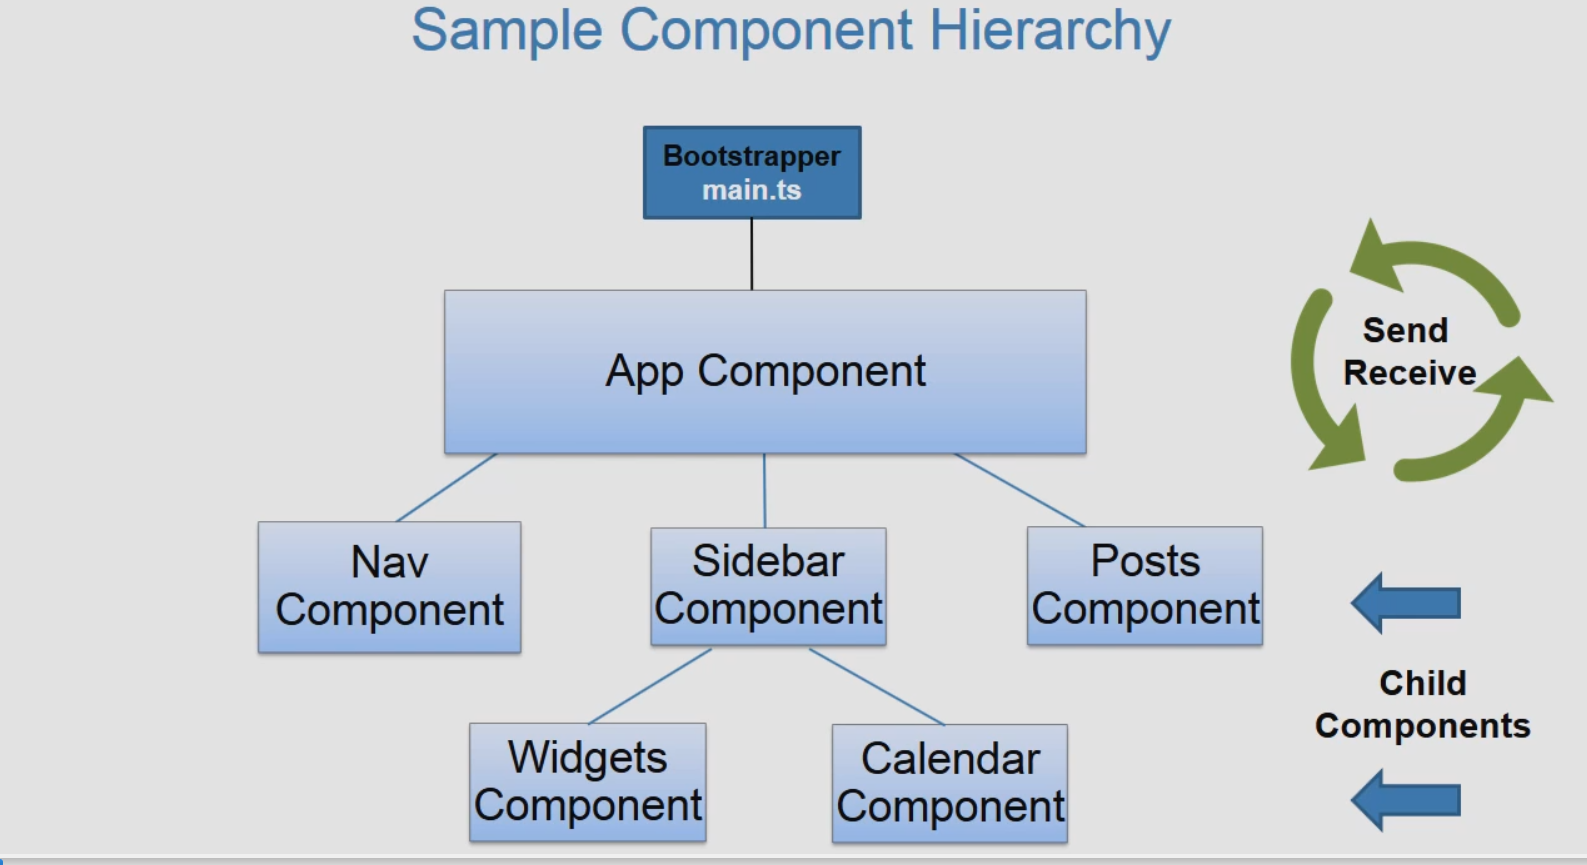 Sample Component Hierarchy
Bootstrapper
main.ts
App Component
Send
Receive
Nav
Component
Sidebar
Component
Posts
Component
Child
Components
Widgets
Component
Calendar
Component